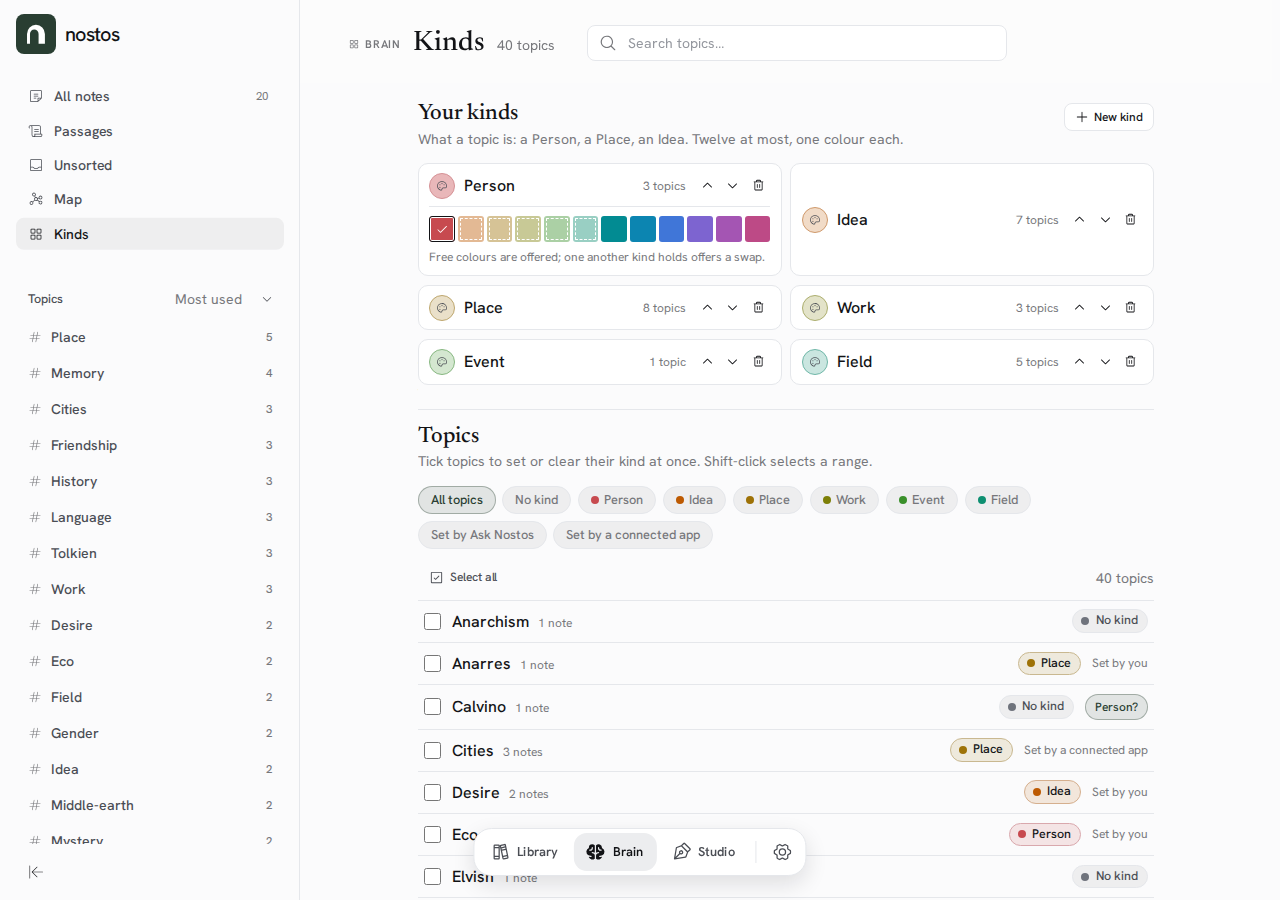 nostos
All notes 20
Passages
Unsorted
Map
Kinds
Topics Most used
# Place 5
# Memory 4
# Cities 3
# Friendship 3
# History 3
# Language 3
# Tolkien 3
# Work 3
# Desire 2
# Eco 2
# Field 2
# Gender 2
# Idea 2
# Middle-earth 2
# Mystery 2
BRAIN Kinds 40 topics Search topics...
Your kinds
New kind
What a topic is: a Person, a Place, an Idea. Twelve at most, one colour each.
Person 3 topics
Free colours are offered; one another kind holds offers a swap.
Idea 7 topics
Place 8 topics
Work 3 topics
Event 1 topic
Field 5 topics
Topics
Tick topics to set or clear their kind at once. Shift-click selects a range.
All topics No kind Person Idea Place Work Event Field
Set by Ask Nostos Set by a connected app
Select all 40 topics
Anarchism 1 note No kind
Anarres 1 note Place Set by you
Calvino 1 note No kind Person?
Cities 3 notes Place Set by a connected app
Desire 2 notes Idea Set by you
Eco Person Set by you
Elvish 1 note No kind
Library Brain Studio